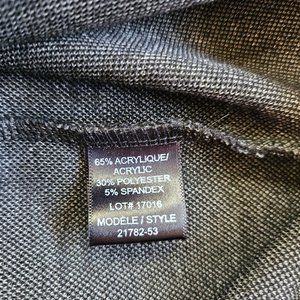 65% ACRYLIQUE/
ACRYLIC
30% POLYESTER
5% SPANDEX
LOT# 17016
MODÈLE / STYLE
21782-53